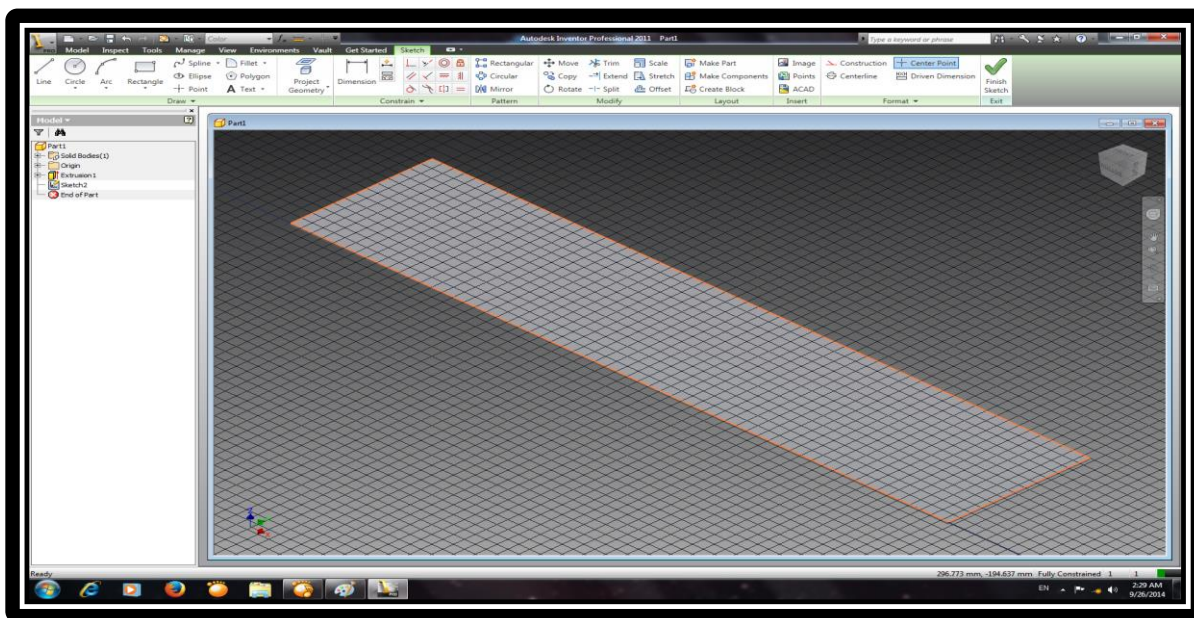 PRO
Color
Autodesk Inventor Professional 2011 Part1
Type a keyword or phrase
Model Inspect Tools Manage View Environments Vault Get Started Sketch
Line Circle Arc Rectangle
Spline Fillet
Ellipse Polygon
Point A Text
Project Geometry
Dimension
Rectangular Move Trim Scale Make Part Image Construction Center Point
Circular Copy Extend Stretch Make Components Points Centerline Driven Dimension
Mirror Rotate Split Offset Create Block ACAD
Finish Sketch
Draw Constrain Pattern Modify Layout Insert Format Exit
Model
Part1
Part1
Solid Bodies(1)
Origin
Extrusion1
Sketch2
End of Part
Ready
296.773 mm, -194.637 mm Fully Constrained 1 1
EN
2:29 AM
9/26/2014